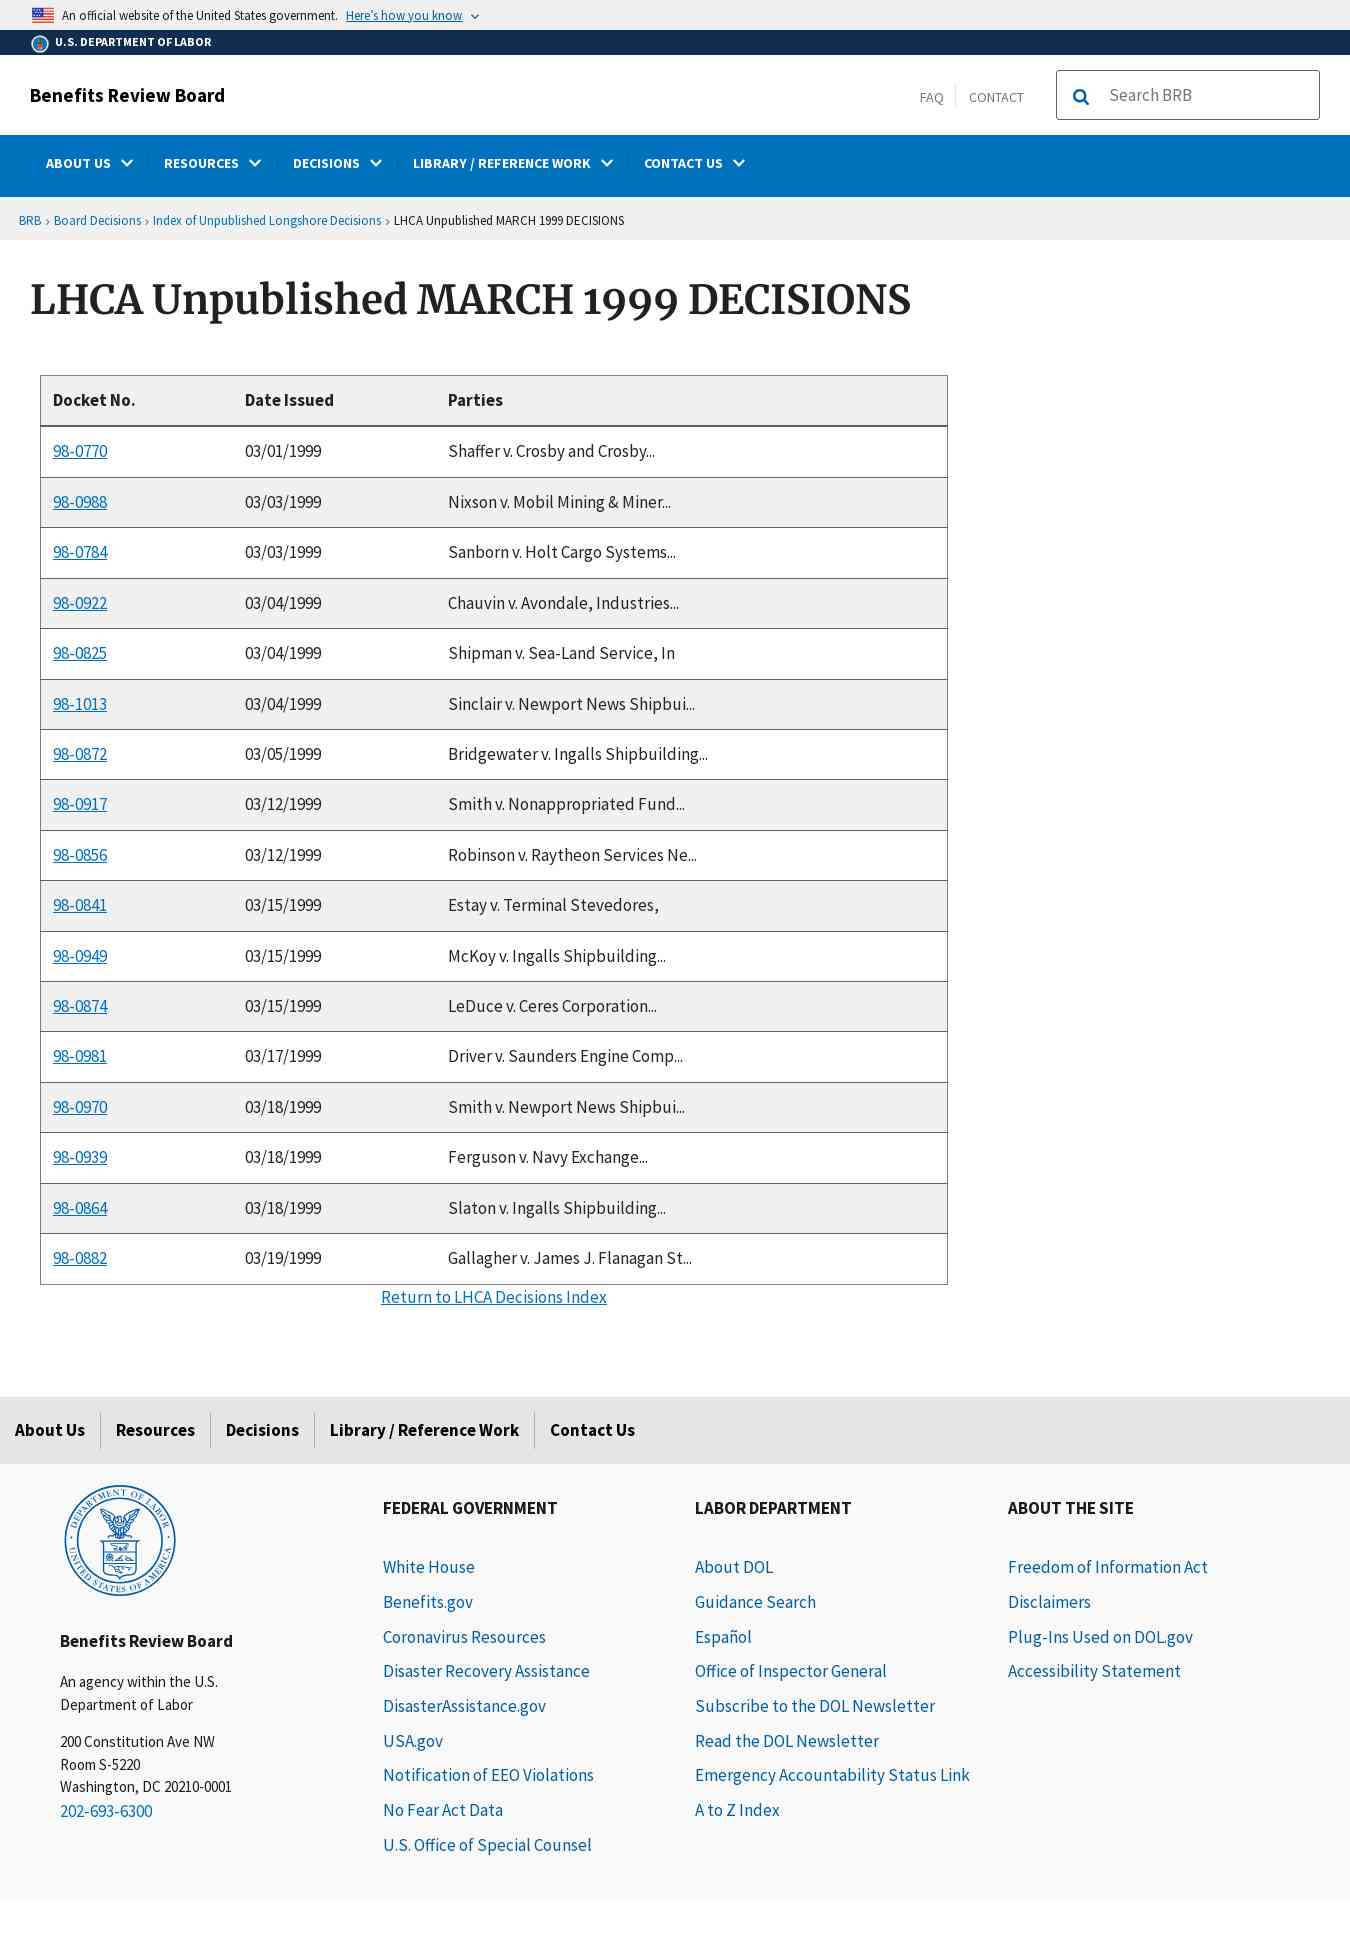 An official website of the United States government. Here's how you know
U.S. DEPARTMENT OF LABOR
Benefits Review Board
FAQ
CONTACT
Search BRB
ABOUT US
RESOURCES
DECISIONS
LIBRARY / REFERENCE WORK
CONTACT US
BRB › Board Decisions › Index of Unpublished Longshore Decisions › LHCA Unpublished MARCH 1999 DECISIONS
LHCA Unpublished MARCH 1999 DECISIONS
Docket No. Date Issued Parties
98-0770 03/01/1999 Shaffer v. Crosby and Crosby...
98-0988 03/03/1999 Nixson v. Mobil Mining & Miner...
98-0784 03/03/1999 Sanborn v. Holt Cargo Systems...
98-0922 03/04/1999 Chauvin v. Avondale, Industries...
98-0825 03/04/1999 Shipman v. Sea-Land Service, In
98-1013 03/04/1999 Sinclair v. Newport News Shipbui...
98-0872 03/05/1999 Bridgewater v. Ingalls Shipbuilding...
98-0917 03/12/1999 Smith v. Nonappropriated Fund...
98-0856 03/12/1999 Robinson v. Raytheon Services Ne...
98-0841 03/15/1999 Estay v. Terminal Stevedores,
98-0949 03/15/1999 McKoy v. Ingalls Shipbuilding...
98-0874 03/15/1999 LeDuce v. Ceres Corporation...
98-0981 03/17/1999 Driver v. Saunders Engine Comp...
98-0970 03/18/1999 Smith v. Newport News Shipbui...
98-0939 03/18/1999 Ferguson v. Navy Exchange...
98-0864 03/18/1999 Slaton v. Ingalls Shipbuilding...
98-0882 03/19/1999 Gallagher v. James J. Flanagan St...
Return to LHCA Decisions Index
About Us
Resources
Decisions
Library / Reference Work
Contact Us
DEPARTMENT OF LABOR
UNITED STATES OF AMERICA
Benefits Review Board
An agency within the U.S.
Department of Labor
200 Constitution Ave NW
Room S-5220
Washington, DC 20210-0001
202-693-6300
FEDERAL GOVERNMENT
White House
Benefits.gov
Coronavirus Resources
Disaster Recovery Assistance
DisasterAssistance.gov
USA.gov
Notification of EEO Violations
No Fear Act Data
U.S. Office of Special Counsel
LABOR DEPARTMENT
About DOL
Guidance Search
Español
Office of Inspector General
Subscribe to the DOL Newsletter
Read the DOL Newsletter
Emergency Accountability Status Link
A to Z Index
ABOUT THE SITE
Freedom of Information Act
Disclaimers
Plug-Ins Used on DOL.gov
Accessibility Statement